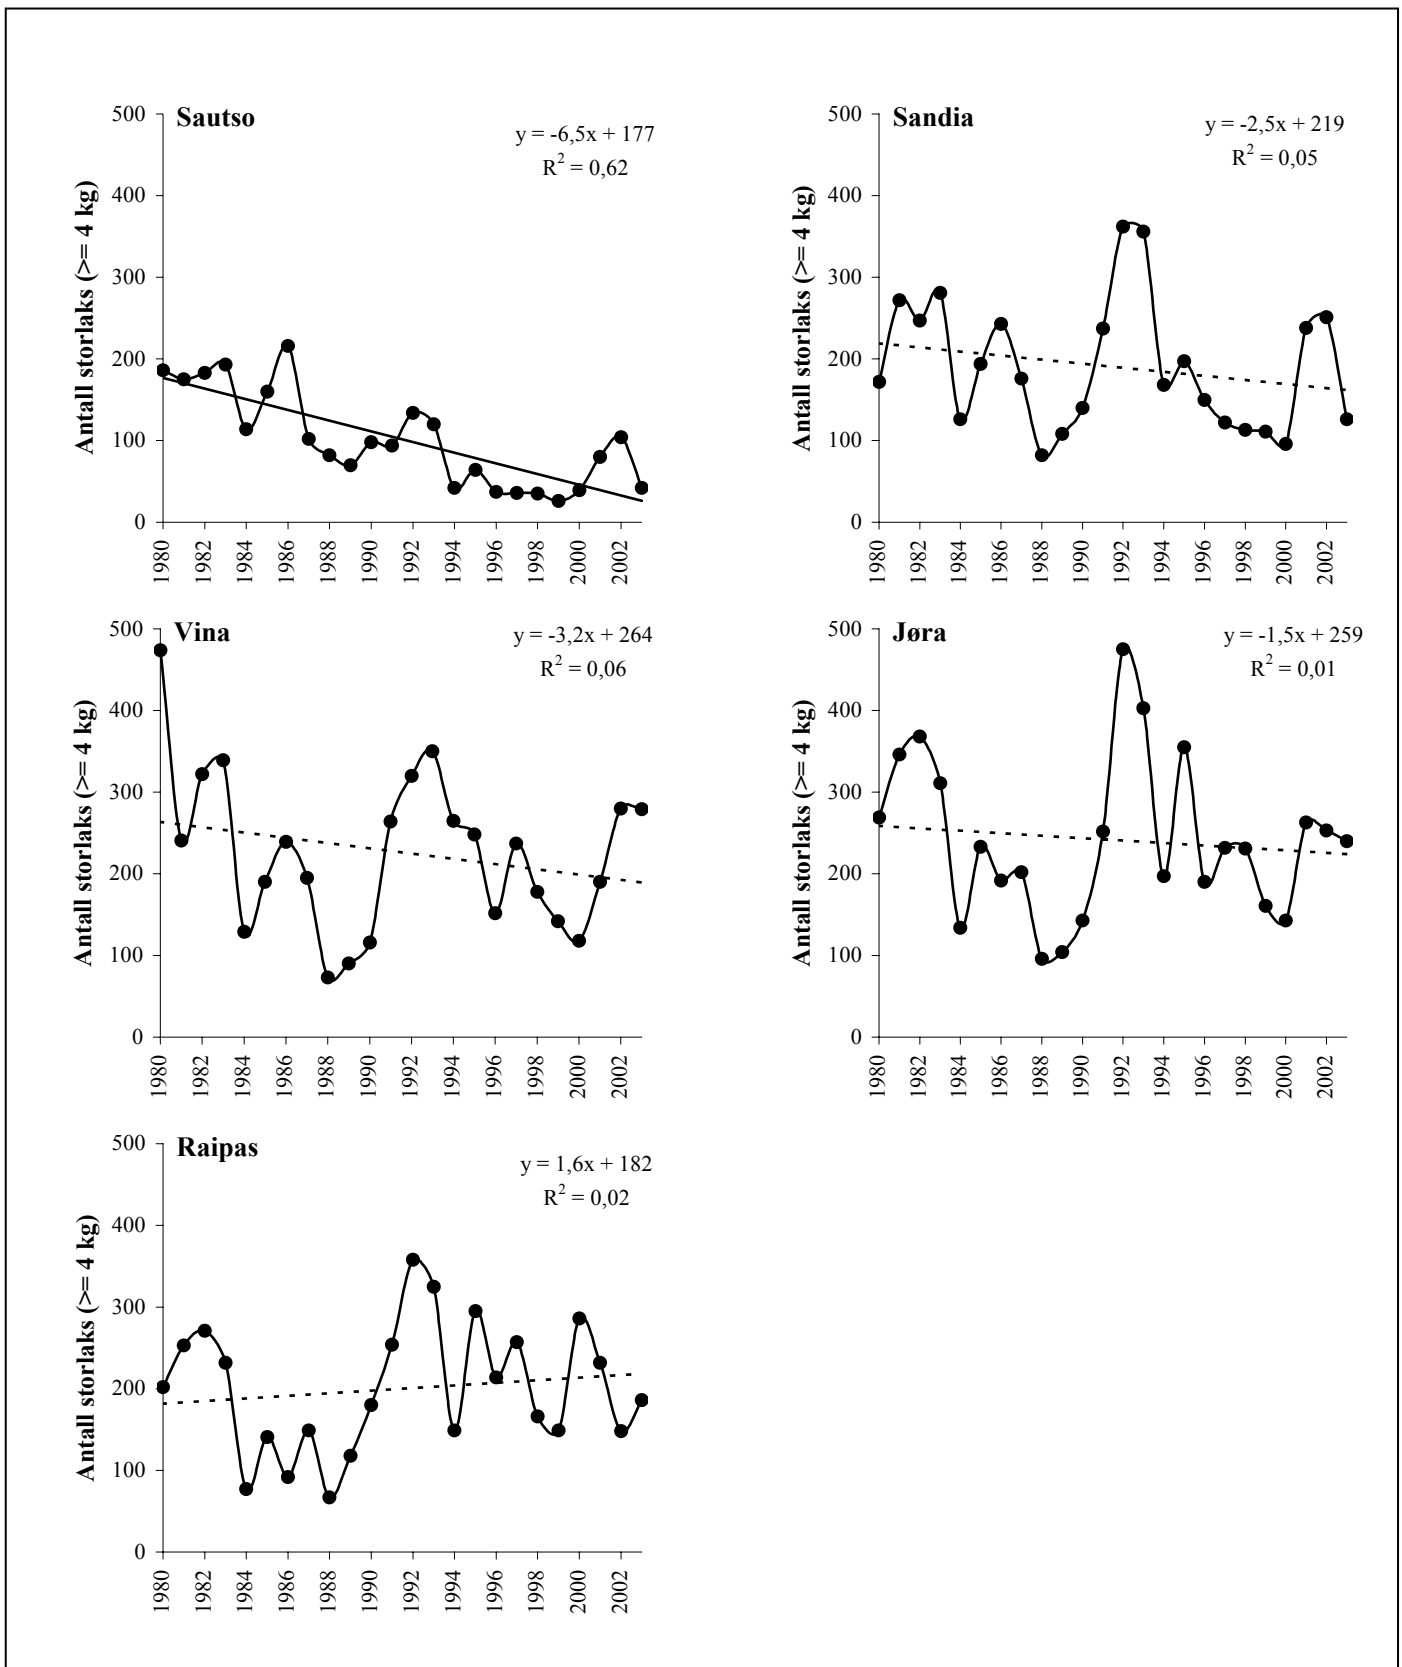 Sautso
y = -6,5x + 177
R² = 0,62
Antall storlaks (>= 4 kg)
500
400
300
200
100
0
1980 1982 1984 1986 1988 1990 1992 1994 1996 1998 2000 2002
Sandia
y = -2,5x + 219
R² = 0,05
Antall storlaks (>= 4 kg)
500
400
300
200
100
0
1980 1982 1984 1986 1988 1990 1992 1994 1996 1998 2000 2002
Vina
y = -3,2x + 264
R² = 0,06
Antall storlaks (>= 4 kg)
500
400
300
200
100
0
1980 1982 1984 1986 1988 1990 1992 1994 1996 1998 2000 2002
Jøra
y = -1,5x + 259
R² = 0,01
Antall storlaks (>= 4 kg)
500
400
300
200
100
0
1980 1982 1984 1986 1988 1990 1992 1994 1996 1998 2000 2002
Raipas
y = 1,6x + 182
R² = 0,02
Antall storlaks (>= 4 kg)
500
400
300
200
100
0
1980 1982 1984 1986 1988 1990 1992 1994 1996 1998 2000 2002